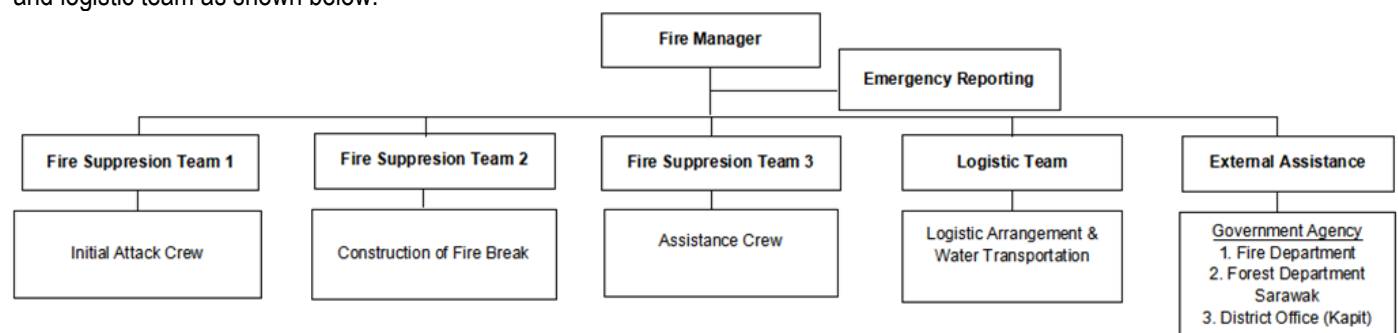 and logistic team as shown below:
Fire Manager
Emergency Reporting
Fire Suppresion Team 1
Fire Suppresion Team 2
Fire Suppresion Team 3
Logistic Team
External Assistance
Initial Attack Crew
Construction of Fire Break
Assistance Crew
Logistic Arrangement &
Water Transportation
Government Agency
1. Fire Department
2. Forest Department
Sarawak
3. District Office (Kapit)